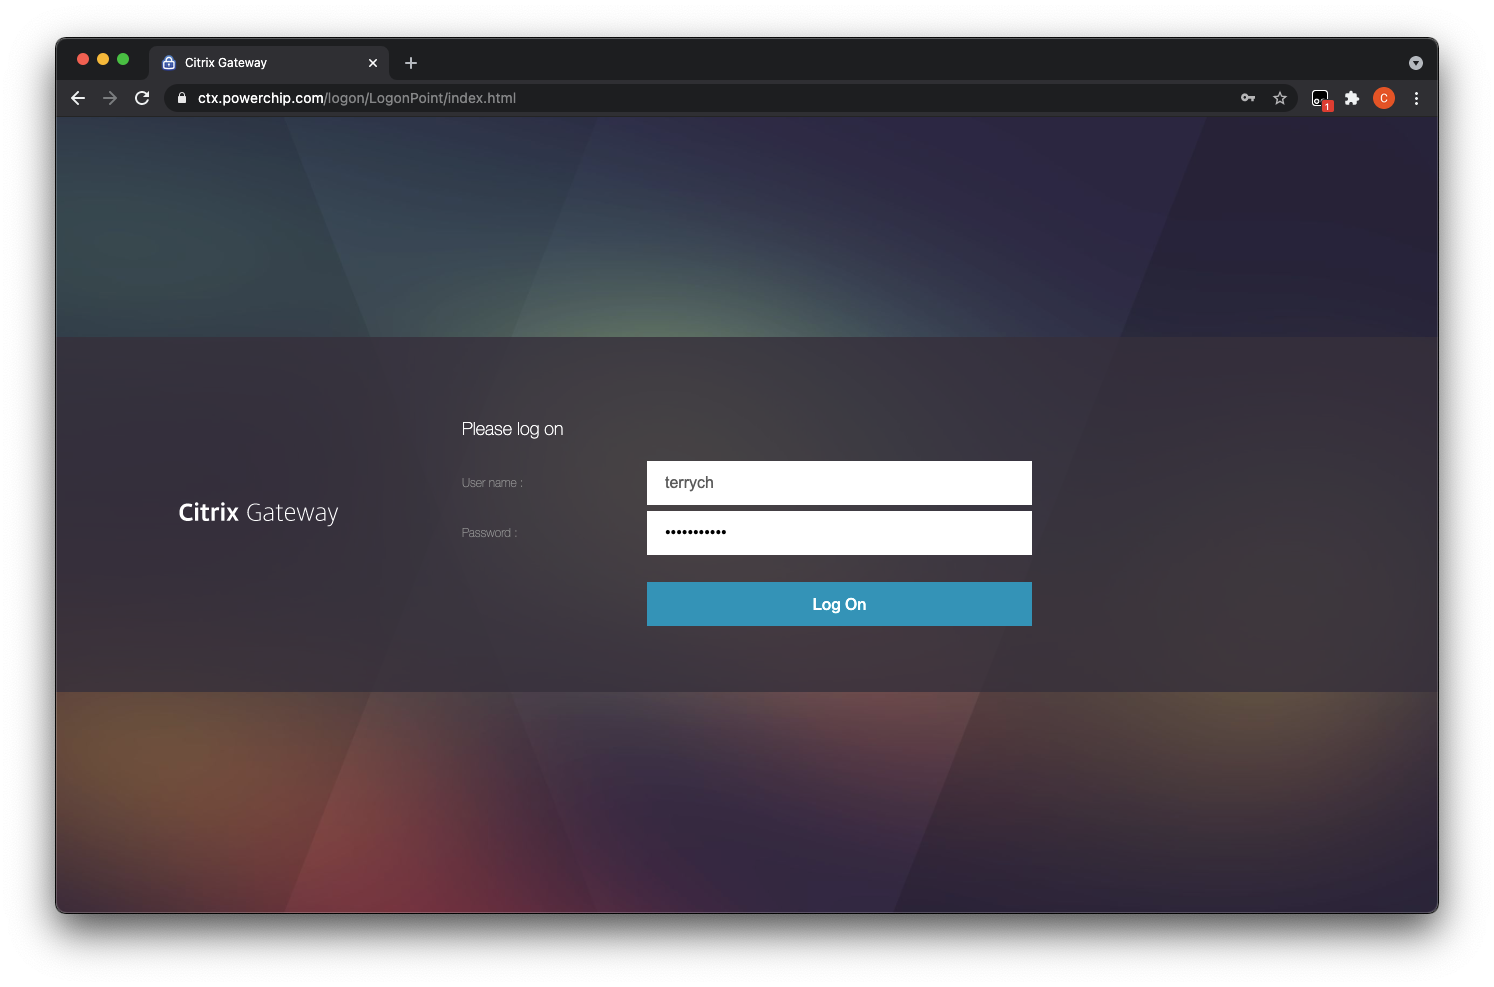 Citrix Gateway
ctx.powerchip.com/logon/LogonPoint/index.html
1
C
Please log on
User name :
terrych
Citrix Gateway
Password :
•••••••••••
Log On